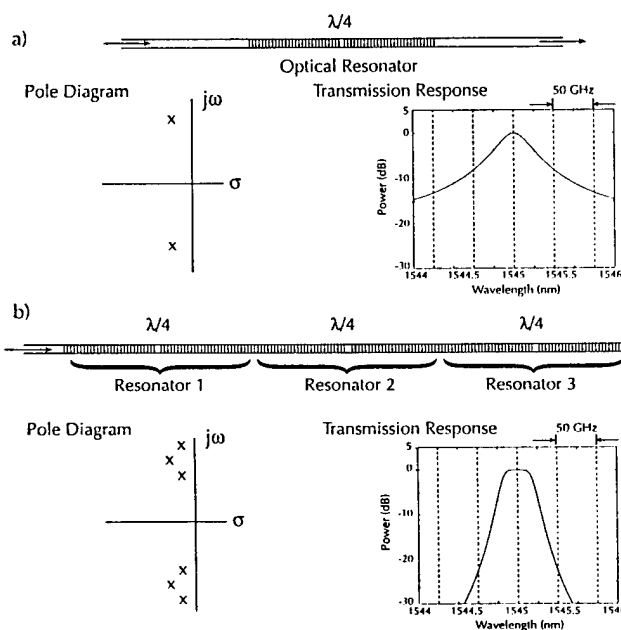 a)
λ/4
Optical Resonator
Pole Diagram
jω
σ
x
x
Transmission Response
50 GHz
Power (dB)
5
0
-10
-20
-30
1544 1544.5 1545 1545.5 1546
Wavelength (nm)
b)
λ/4 λ/4 λ/4
Resonator 1 Resonator 2 Resonator 3
Pole Diagram
jω
σ
x
x
x
x
x
x
Transmission Response
50 GHz
Power (dB)
5
0
-10
-20
-30
1544 1544.5 1545 1545.5 154
Wavelength (nm)